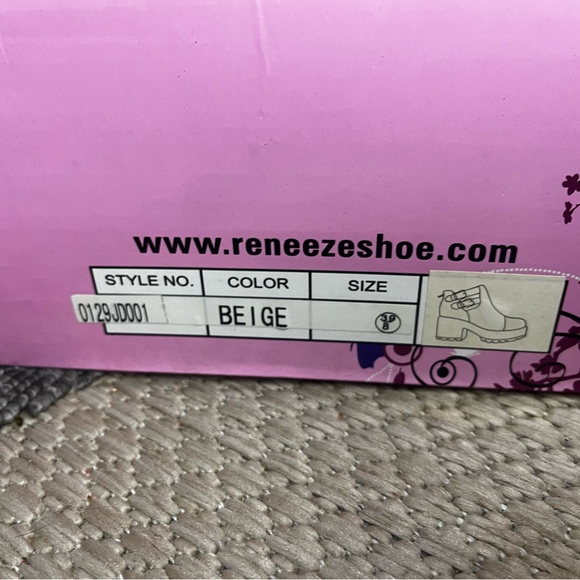 www.reneezeshoe.com
STYLE NO. COLOR SIZE
0129JD001 BEIGE 39
8